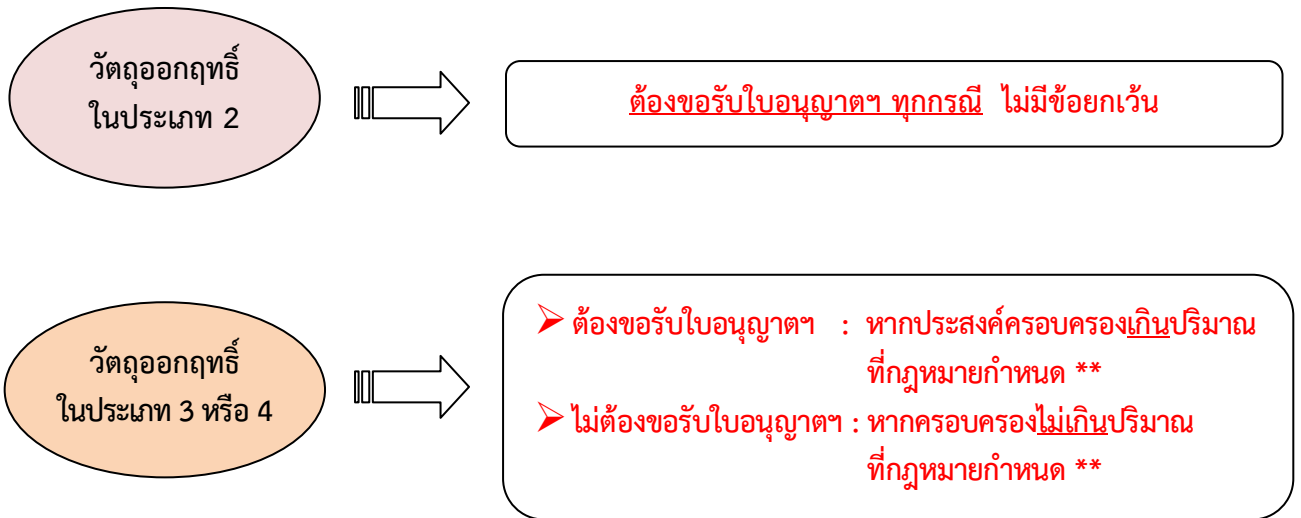 วัตถุออกฤทธิ์
ในประเภท 2
ต้องขอรับใบอนุญาตฯ ทุกกรณี ไม่มีข้อยกเว้น
วัตถุออกฤทธิ์
ในประเภท 3 หรือ 4
➢ ต้องขอรับใบอนุญาตฯ : หากประสงค์ครอบครองเกินปริมาณ
ที่กฎหมายกำหนด **
➢ ไม่ต้องขอรับใบอนุญาตฯ : หากครอบครองไม่เกินปริมาณ
ที่กฎหมายกำหนด **